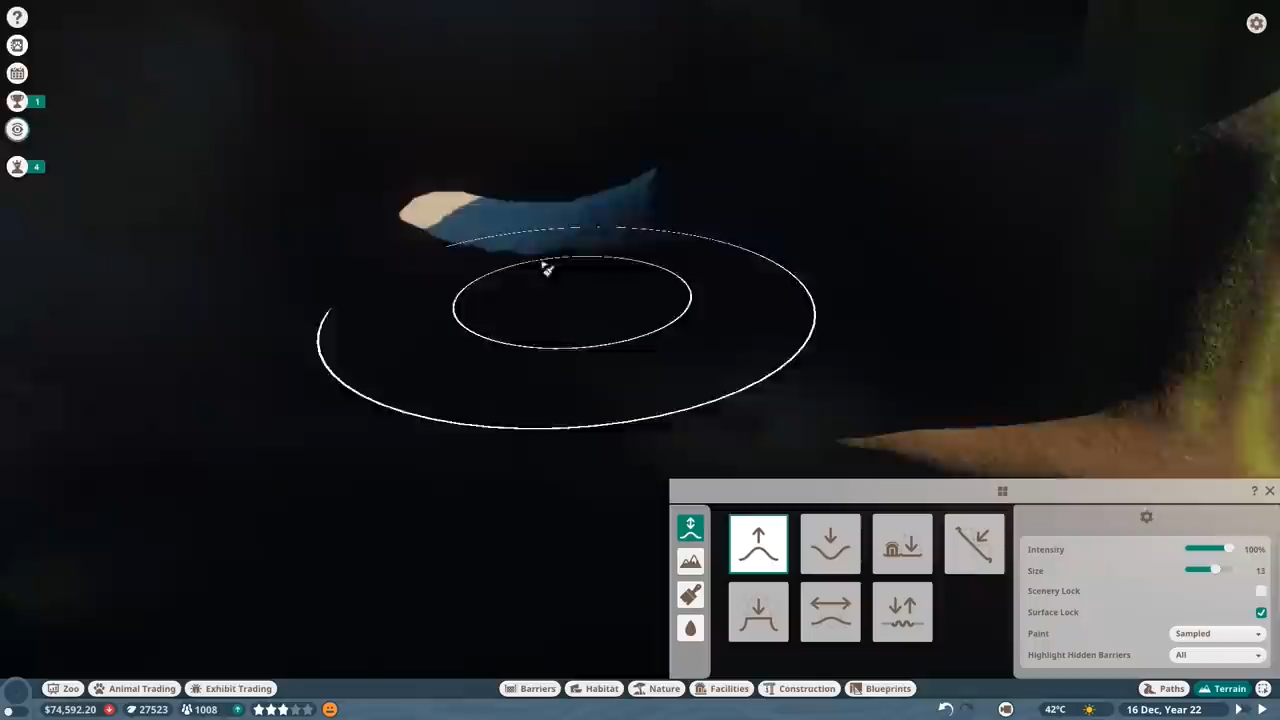 ?
1
4
? X
Intensity 100%
Size 13
Scenery Lock
Surface Lock
Paint Sampled
Highlight Hidden Barriers All
Zoo Animal Trading Exhibit Trading Barriers Habitat Nature Facilities Construction Blueprints Paths Terrain
$74,592.20 27523 1008 42°C 16 Dec, Year 22